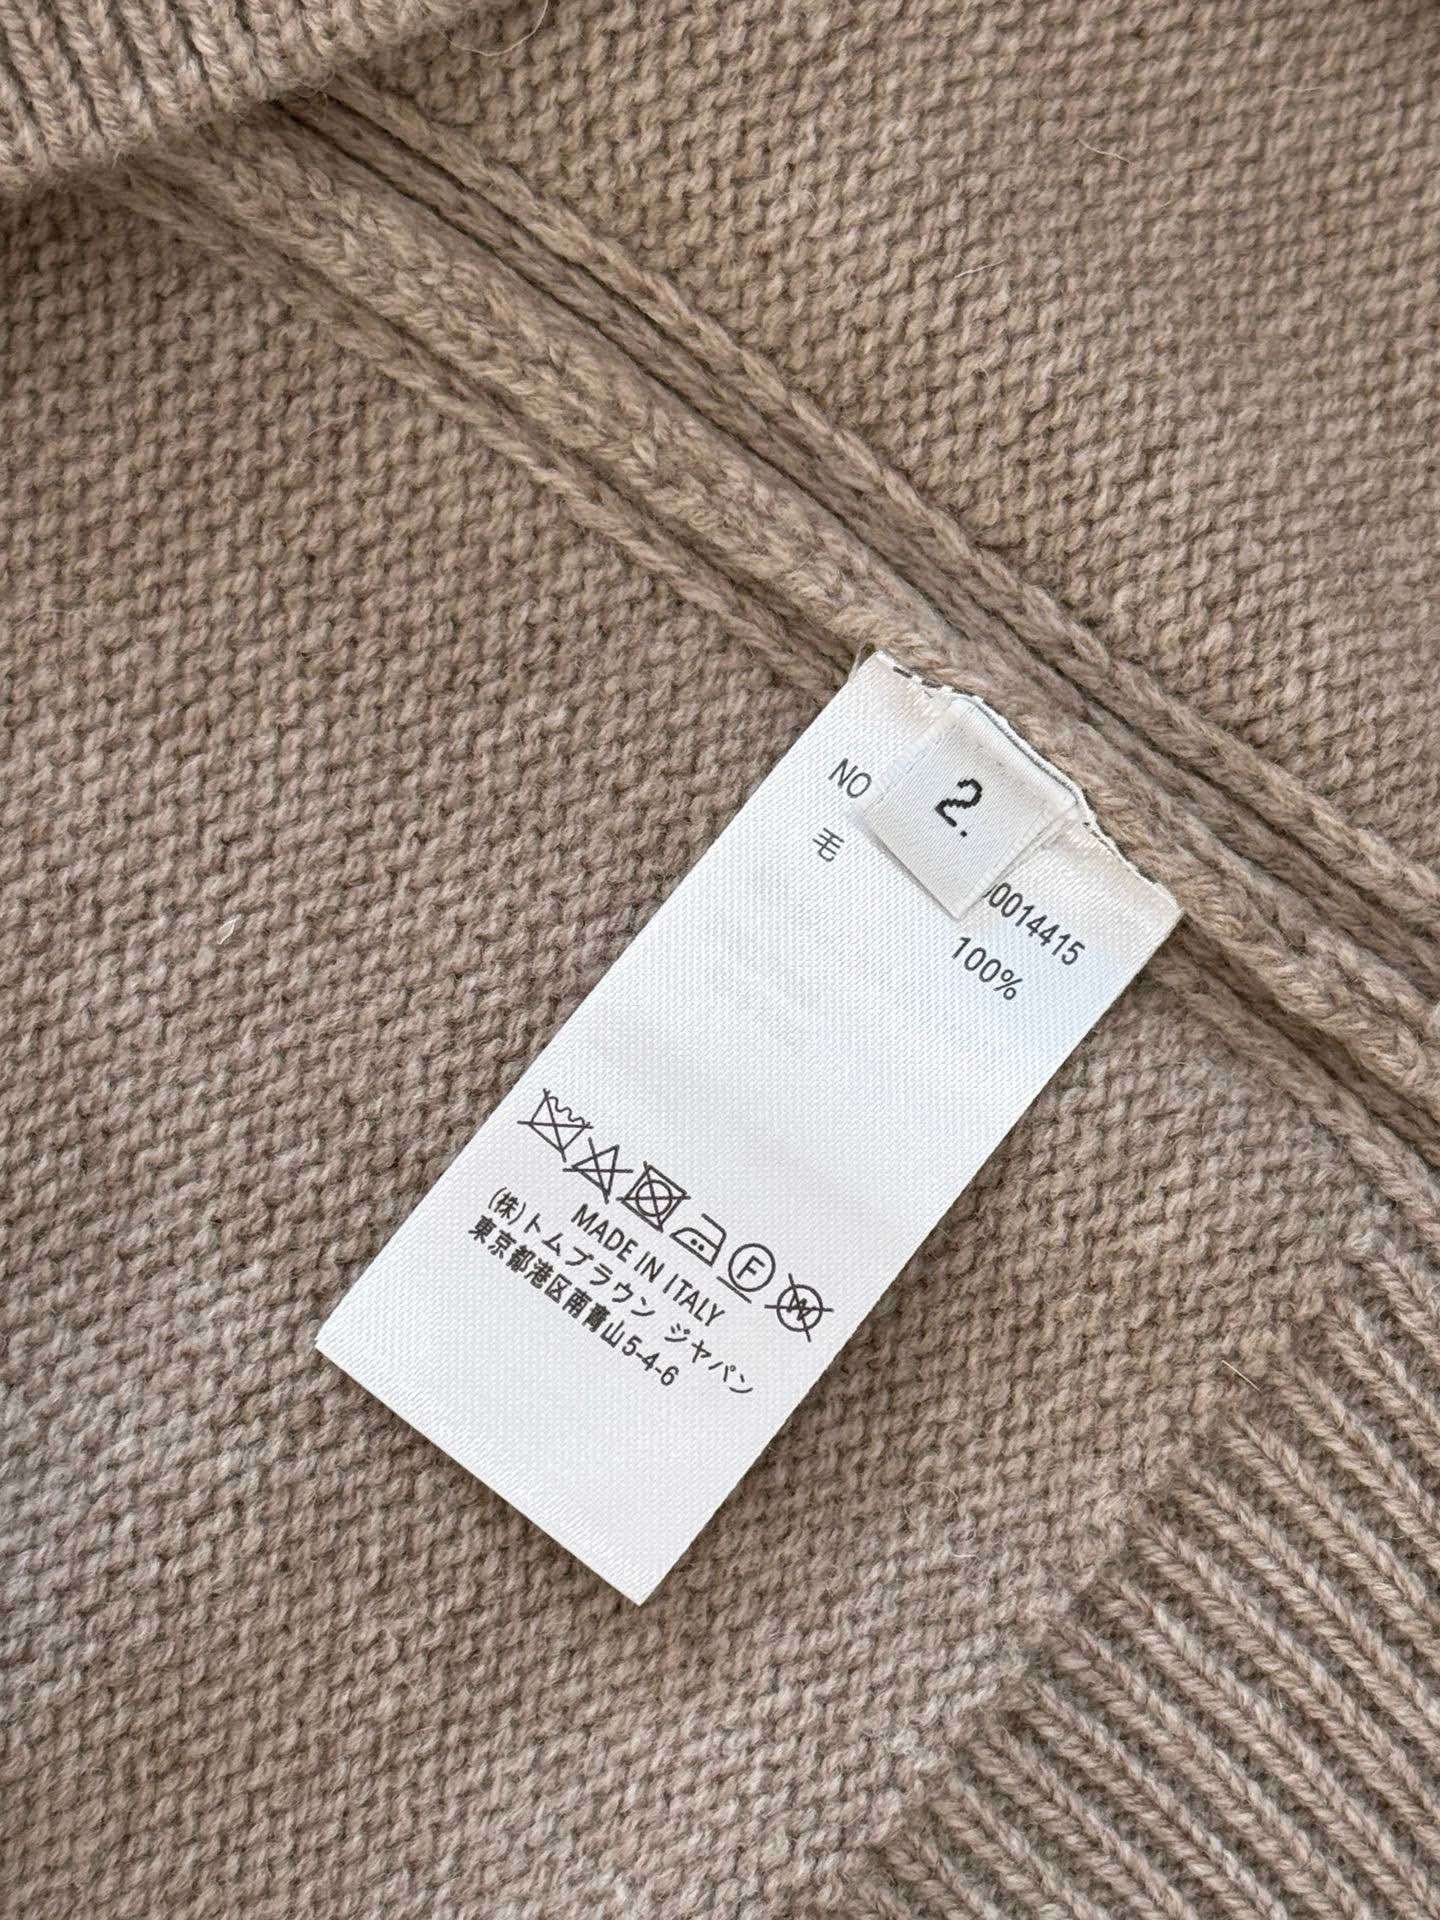 2.
NO 0014415
毛 100%
F W
MADE IN ITALY
(株)トムブラウン ジャパン
東京都港区南青山5-4-6